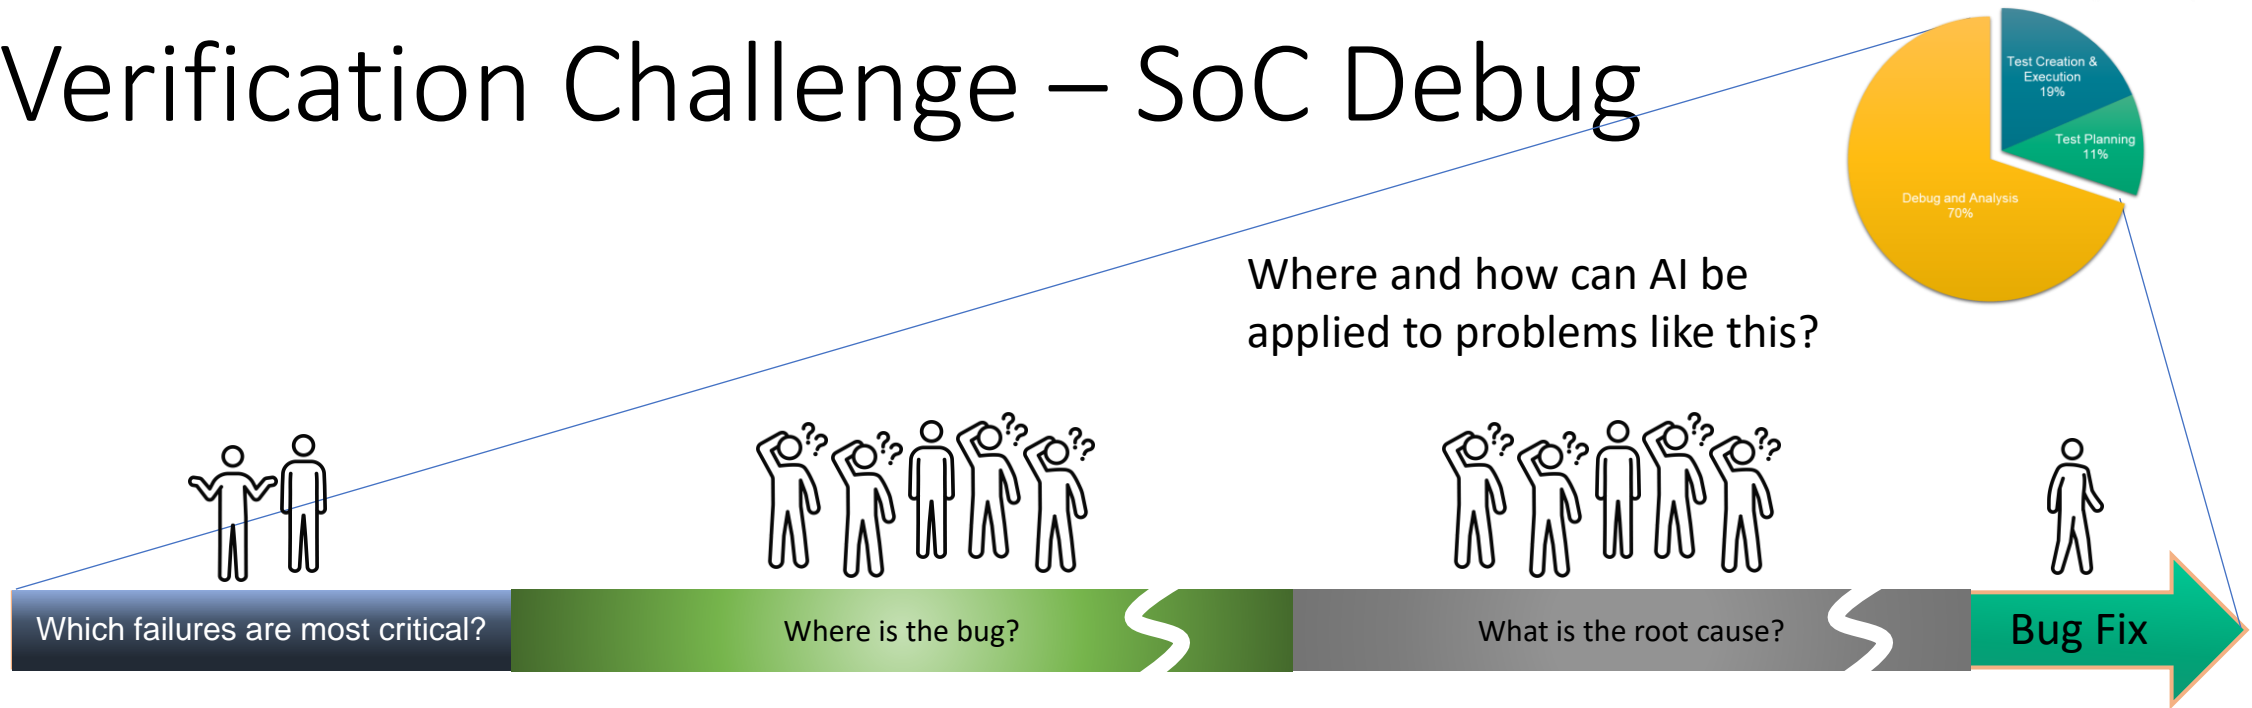 Verification Challenge – SoC Debug
Test Creation &
Execution
19%
Test Planning
11%
Debug and Analysis
70%
Where and how can AI be
applied to problems like this?
??
??
??
??
??
??
??
??
Which failures are most critical?
Where is the bug?
What is the root cause?
Bug Fix